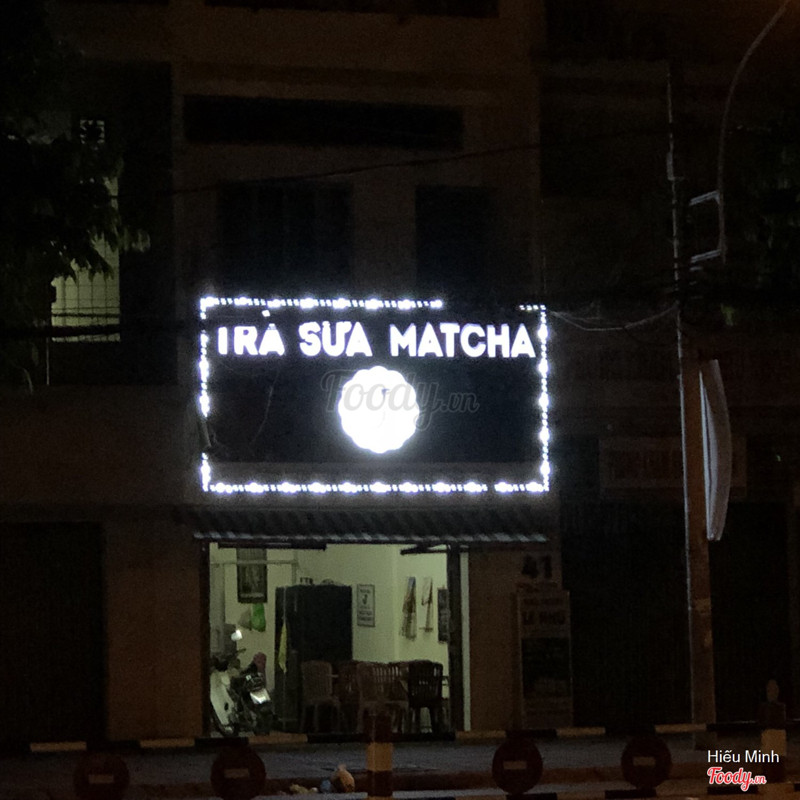 TRÀ SỮA MATCHA
Foody.vn
41
Hiếu Minh
Foody.vn